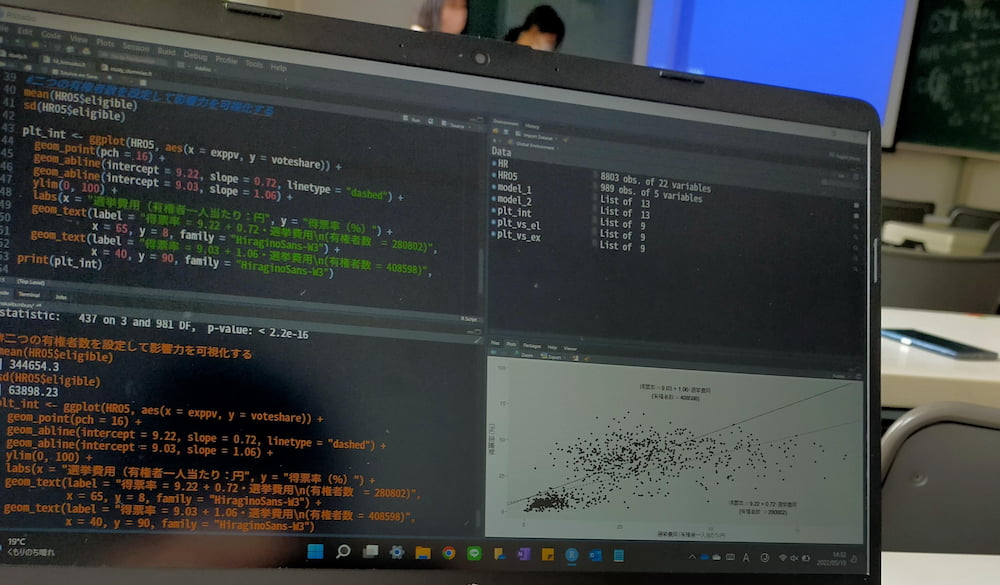 Edit Code View Plots Session Build Debug Profile Tools Help
39 #二つの有権者数を設定して影響力を可視化する
40 mean(HR05$eligible)
41 sd(HR05$eligible)
42
43 plt_int <- ggplot(HR05, aes(x = exppv, y = voteshare)) +
44 geom_point(pch = 16) +
45 geom_abline(intercept = 9.22, slope = 0.72, linetype = "dashed") +
46 geom_abline(intercept = 9.03, slope = 1.06) +
47 ylim(0, 100) +
48 labs(x = "選挙費用(有権者一人当たり:円", y = "得票率(%)") +
49 geom_text(label = "得票率 = 9.22 + 0.72・選挙費用\n(有権者数 = 280802)",
50 x = 65, y = 8, family = "HiraginoSans-W3") +
51 geom_text(label = "得票率 = 9.03 + 1.06・選挙費用\n(有権者数 = 408598)",
52 x = 40, y = 90, family = "HiraginoSans-W3")
53 print(plt_int)
54
(Top Level)
R Script
Terminal Jobs
statistic: 437 on 3 and 981 DF, p-value: < 2.2e-16
#二つの有権者数を設定して影響力を可視化する
mean(HR05$eligible)
344654.3
sd(HR05$eligible)
63898.23
plt_int <- ggplot(HR05, aes(x = exppv, y = voteshare)) +
geom_point(pch = 16) +
geom_abline(intercept = 9.22, slope = 0.72, linetype = "dashed") +
geom_abline(intercept = 9.03, slope = 1.06) +
ylim(0, 100) +
labs(x = "選挙費用(有権者一人当たり:円", y = "得票率(%)") +
geom_text(label = "得票率 = 9.22 + 0.72・選挙費用\n(有権者数 = 280802)",
x = 65, y = 8, family = "HiraginoSans-W3") +
geom_text(label = "得票率 = 9.03 + 1.06・選挙費用\n(有権者数 = 408598)",
x = 40, y = 90, family = "HiraginoSans-W3")
Environment History
Import Dataset
Global Environment
Data
HR 8803 obs. of 22 variables
HR05 989 obs. of 5 variables
model_1 List of 13
model_2 List of 13
plt_int List of 9
plt_vs_el List of 9
plt_vs_ex List of 9
Files Plots Packages Help Viewer
Zoom Export
得票率 = 9.03 + 1.06・選挙費用
(有権者数 = 408598)
得票率 = 9.22 + 0.72・選挙費用
(有権者数 = 280802)
得票率(%)
選挙費用(有権者一人当たり:円
19°C
くもりのち晴れ
14:32
2022/05/19